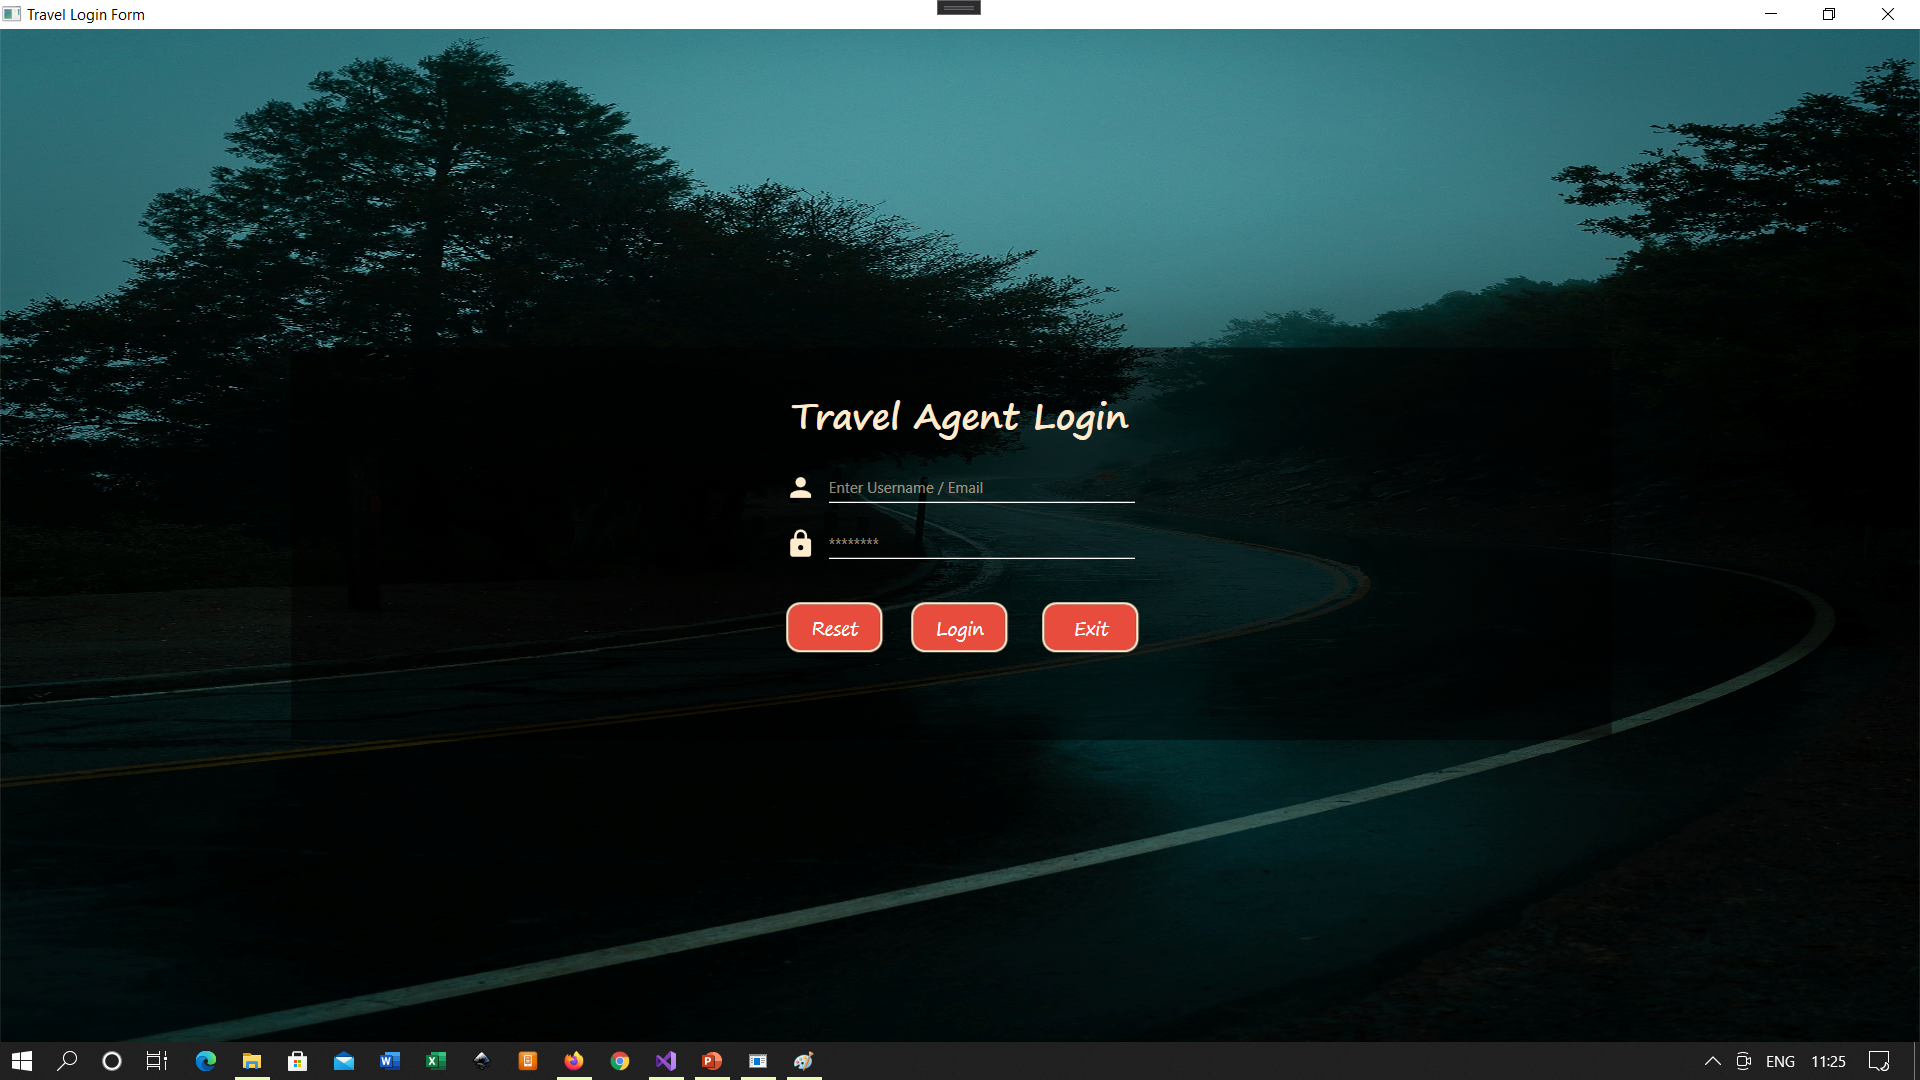 Travel Login Form
Travel Agent Login
Enter Username / Email
********
Reset Login Exit
ENG 11:25